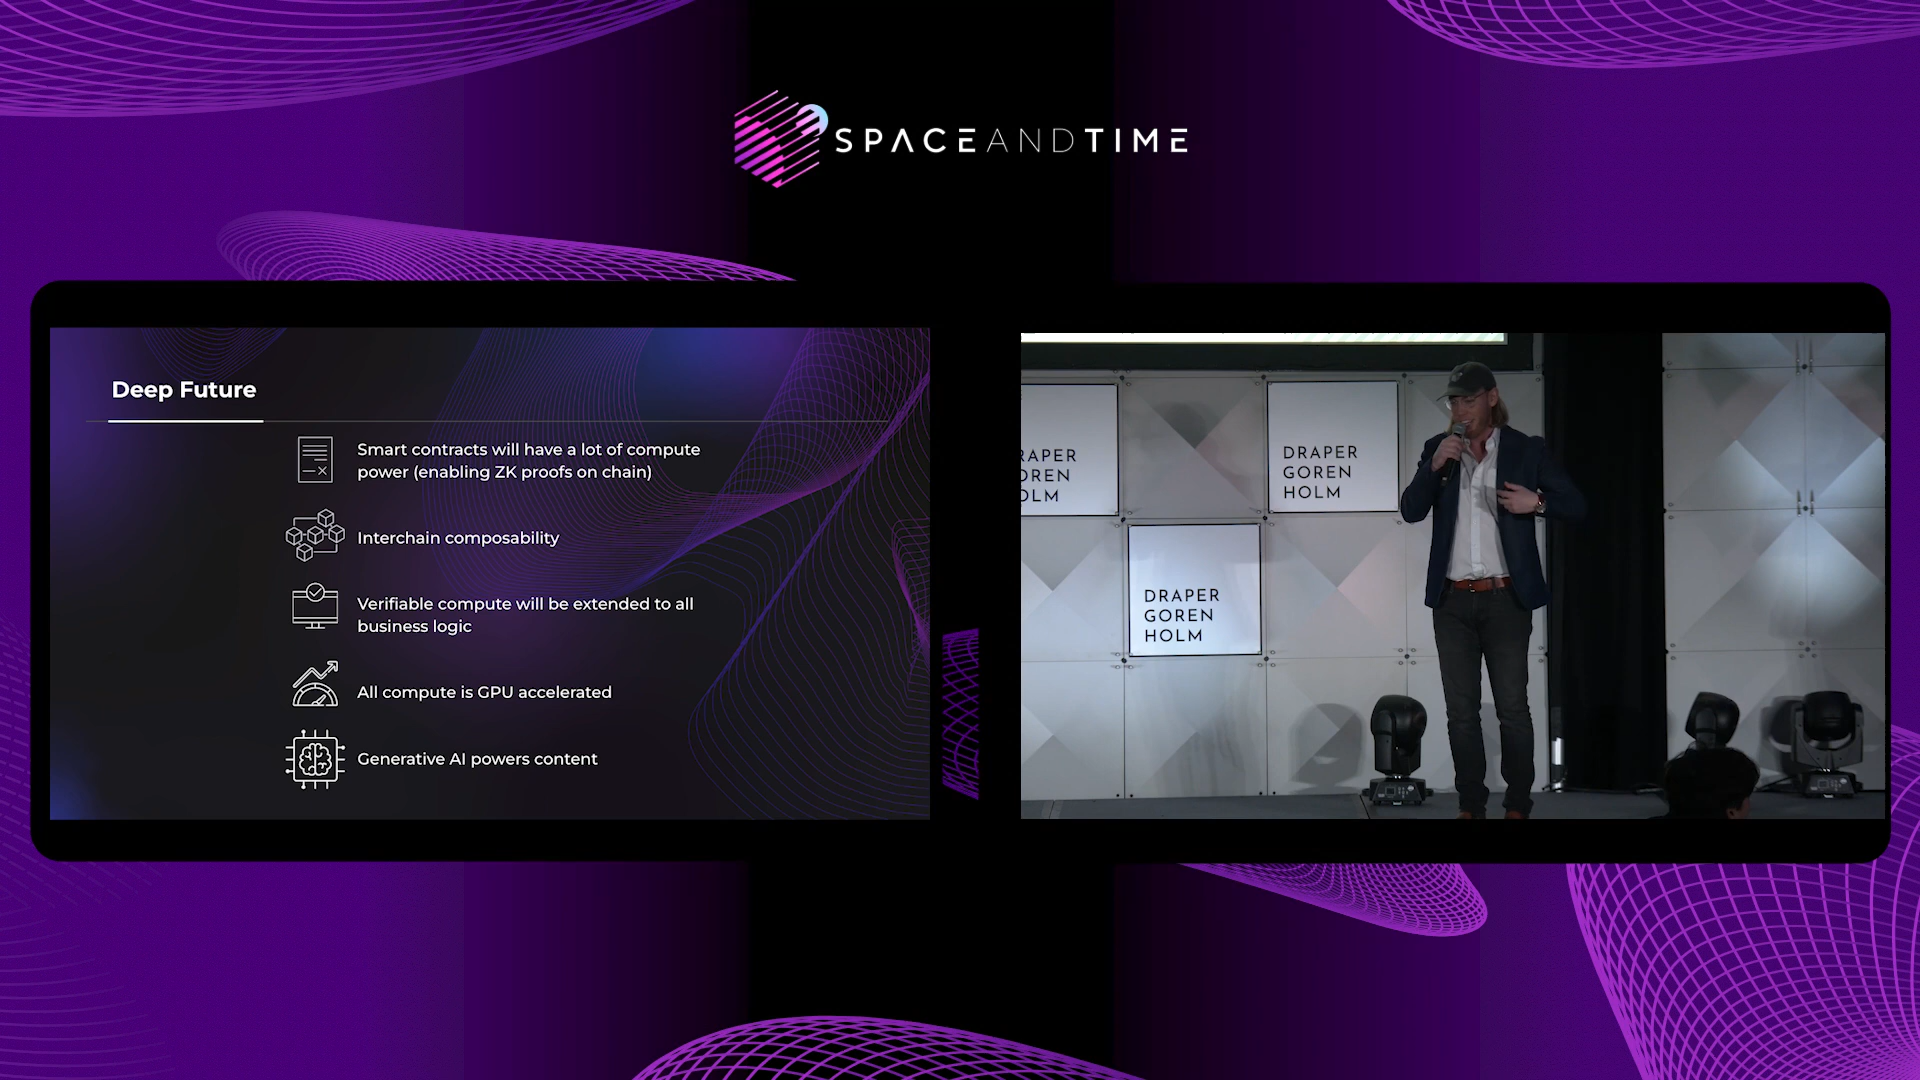 SPACEANDTIME
Deep Future
Smart contracts will have a lot of compute
power (enabling ZK proofs on chain)
Interchain composability
Verifiable compute will be extended to all
business logic
All compute is GPU accelerated
Generative AI powers content
DRAPER
GOREN
HOLM
DRAPER
GOREN
HOLM
RAPER
OREN
OLM